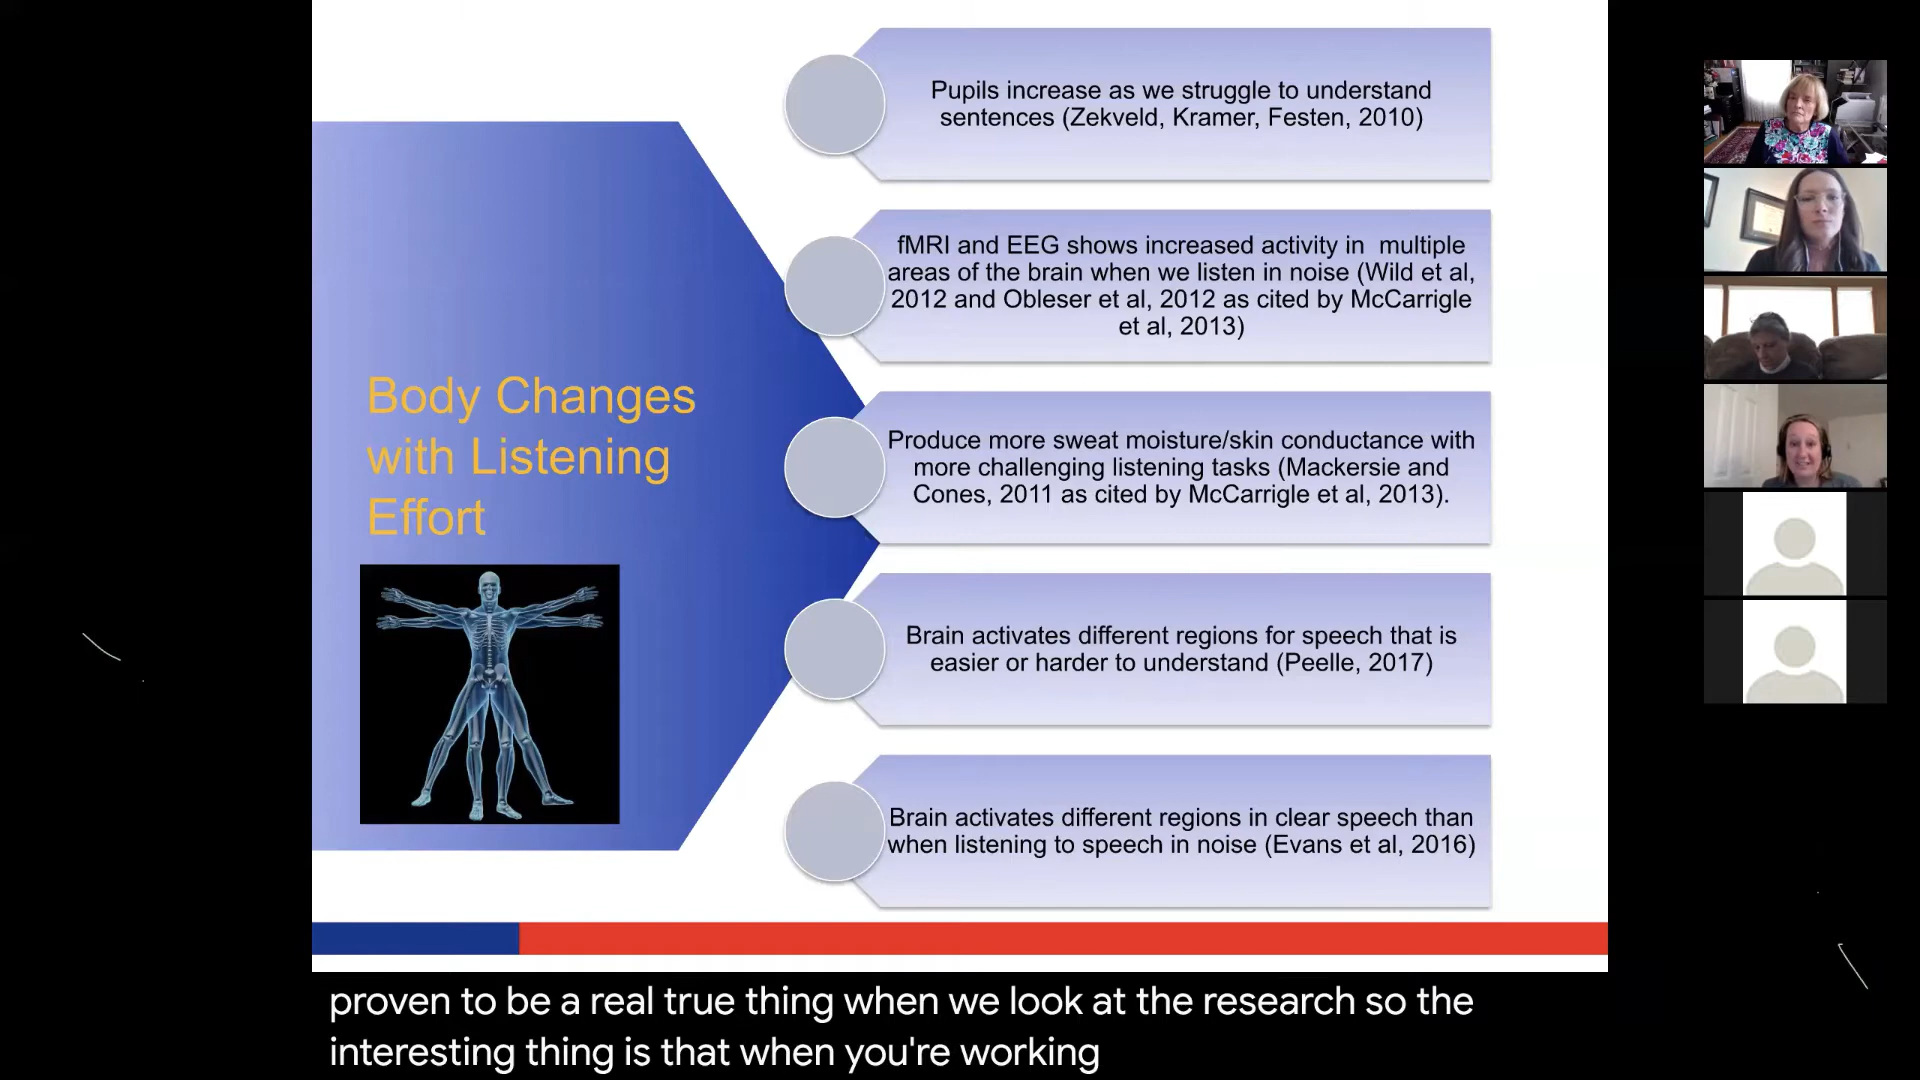 Body Changes
with Listening
Effort
Pupils increase as we struggle to understand
sentences (Zekveld, Kramer, Festen, 2010)
fMRI and EEG shows increased activity in  multiple
areas of the brain when we listen in noise (Wild et al,
2012 and Obleser et al, 2012 as cited by McCarrigle
et al, 2013)
Produce more sweat moisture/skin conductance with
more challenging listening tasks (Mackersie and
Cones, 2011 as cited by McCarrigle et al, 2013).
Brain activates different regions for speech that is
easier or harder to understand (Peelle, 2017)
Brain activates different regions in clear speech than
when listening to speech in noise (Evans et al, 2016)
proven to be a real true thing when we look at the research so the
interesting thing is that when you're working